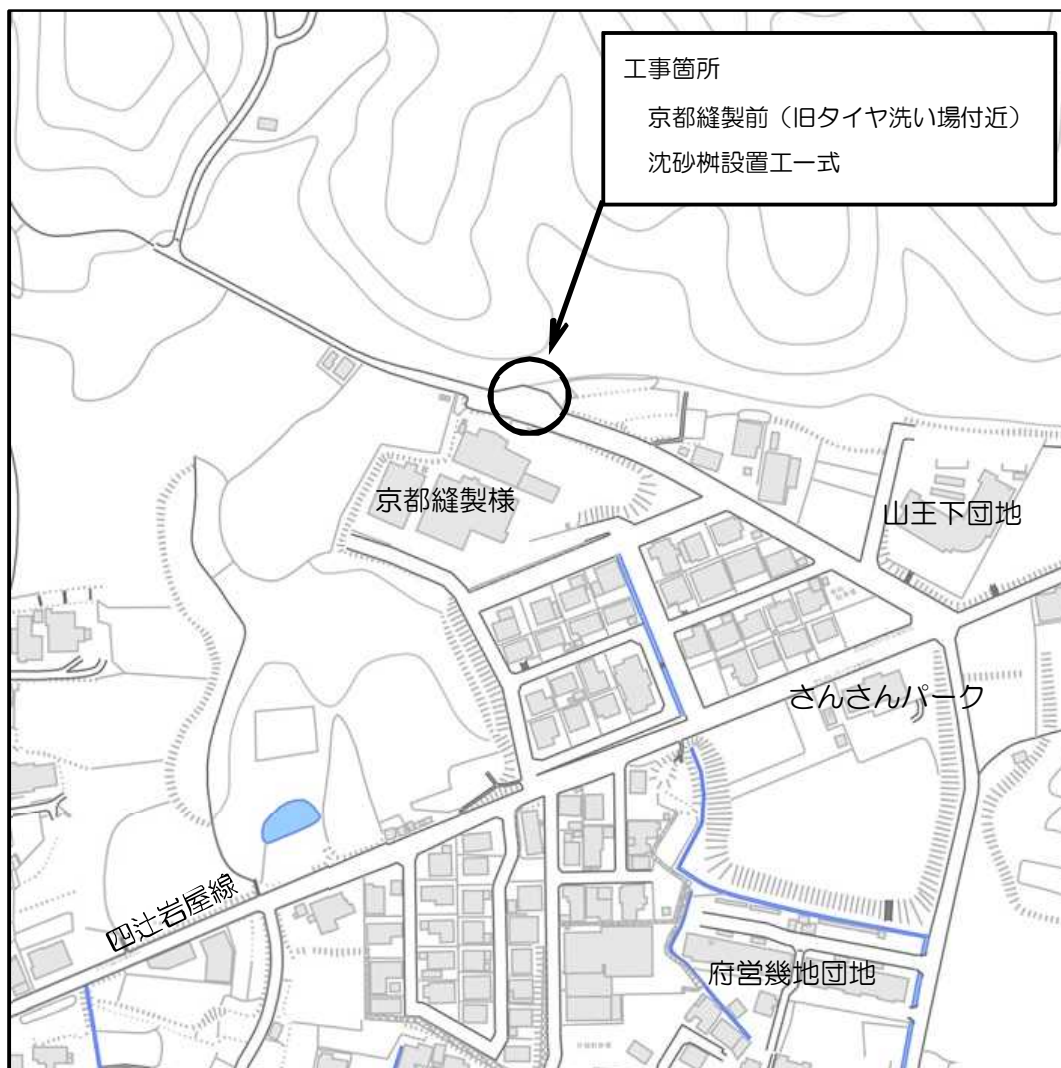 工事箇所
京都縫製前（旧タイヤ洗い場付近）
沈砂桝設置工一式
京都縫製様
山王下団地
さんさんパーク
四辻岩屋線
府営幾地団地